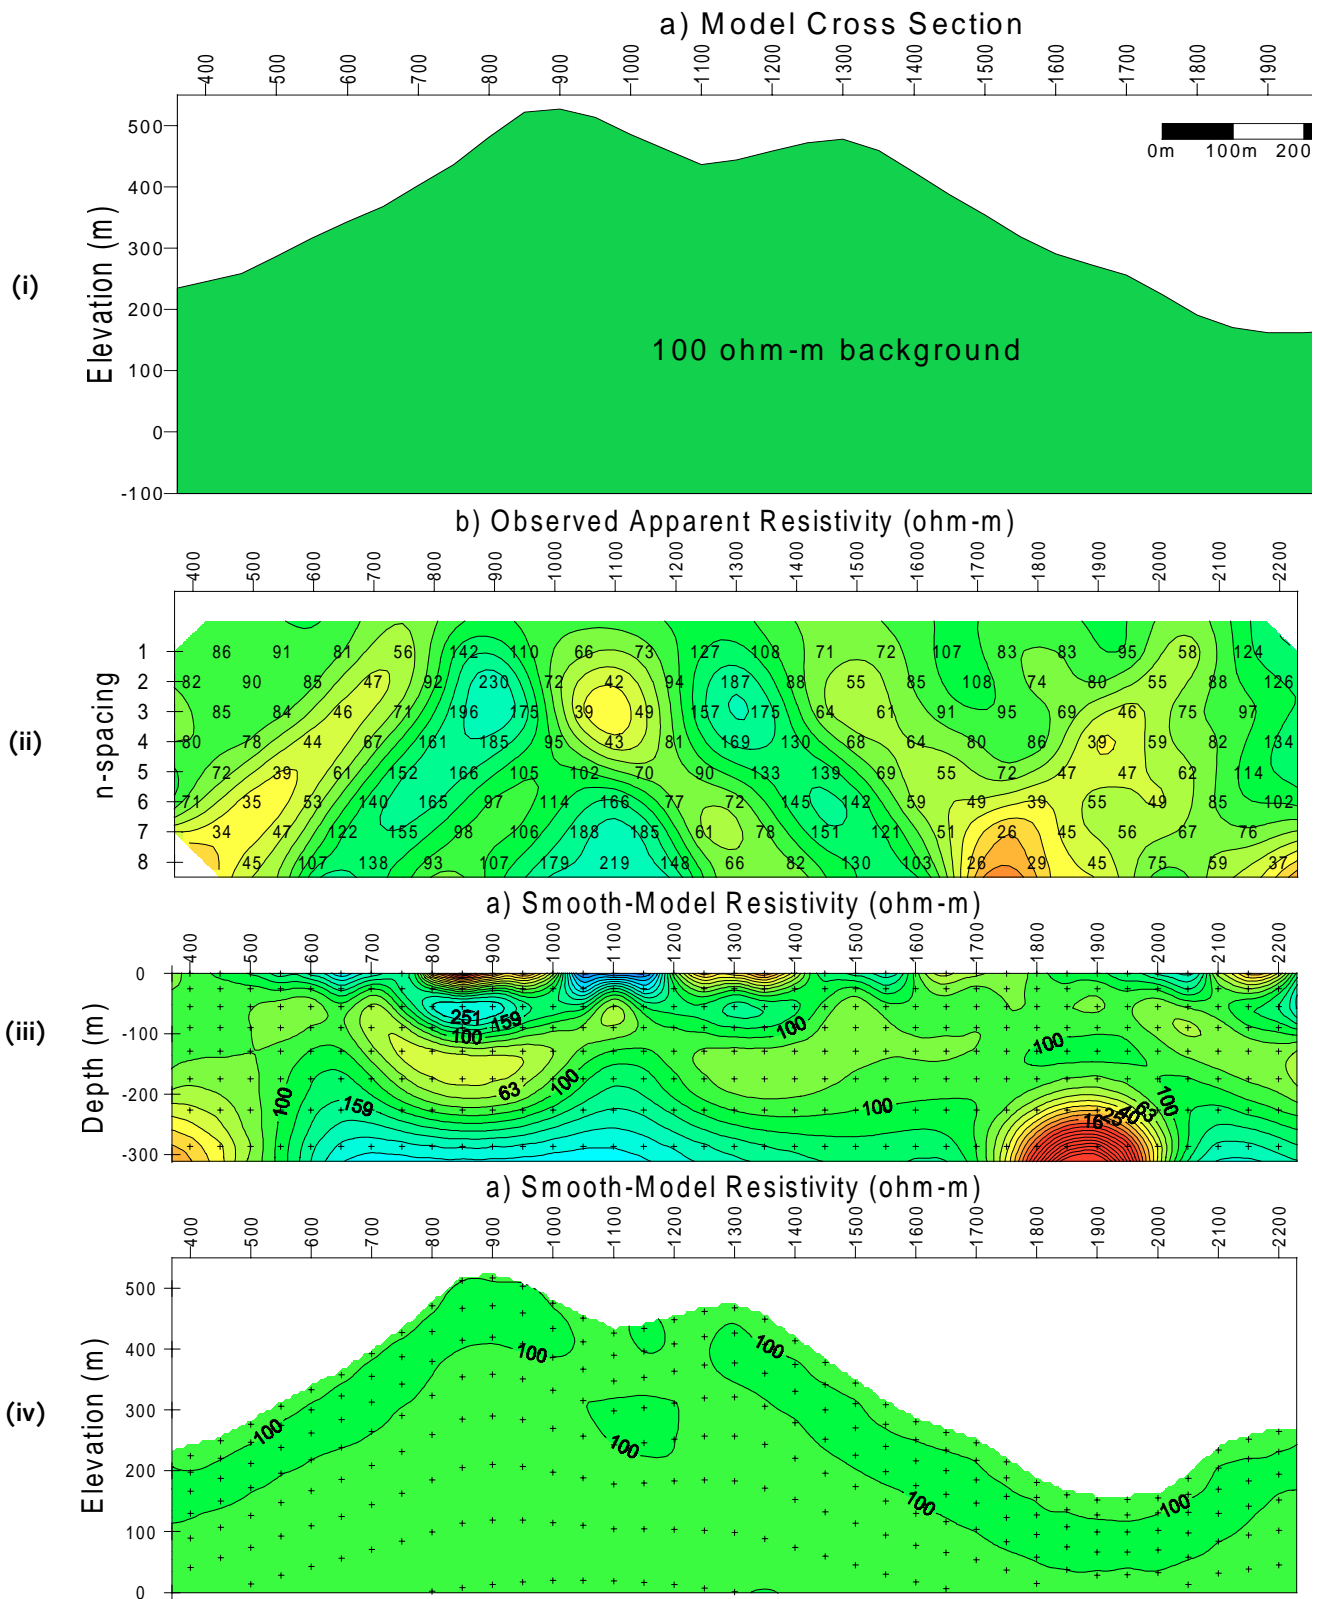 a) Model Cross Section
400 500 600 700 800 900 1000 1100 1200 1300 1400 1500 1600 1700 1800 1900
500
400
300
200
100
0
-100
Elevation (m)
(i)
0m 100m 200
100 ohm-m background
b) Observed Apparent Resistivity (ohm-m)
400 500 600 700 800 900 1000 1100 1200 1300 1400 1500 1600 1700 1800 1900 2000 2100 2200
n-spacing
(ii)
1 86 91 81 56 142 110 66 73 127 108 71 72 107 83 83 95 58 124
2 82 90 85 47 92 230 72 42 94 187 88 55 85 108 74 80 55 88 126
3 85 84 46 71 196 175 39 49 157 175 64 61 91 95 69 46 75 97
4 80 78 44 67 161 185 95 43 81 169 130 68 64 80 86 39 59 82 134
5 72 39 61 152 166 105 102 70 90 133 139 69 55 72 47 47 62 114
6 71 35 53 140 165 97 114 166 77 72 145 142 59 49 39 55 49 85 102
7 34 47 122 155 98 106 188 185 61 78 151 121 51 26 45 56 67 76
8 45 107 138 93 107 179 219 148 66 82 130 103 26 29 45 75 59 37
a) Smooth-Model Resistivity (ohm-m)
400 500 600 700 800 900 1000 1100 1200 1300 1400 1500 1600 1700 1800 1900 2000 2100 2200
0
-100
-200
-300
Depth (m)
(iii)
251 159
100
100
100
63
100
100
159
100
100
16 25 40 63
100
a) Smooth-Model Resistivity (ohm-m)
400 500 600 700 800 900 1000 1100 1200 1300 1400 1500 1600 1700 1800 1900 2000 2100 2200
500
400
300
200
100
0
Elevation (m)
(iv)
100
100
100
100
100
100